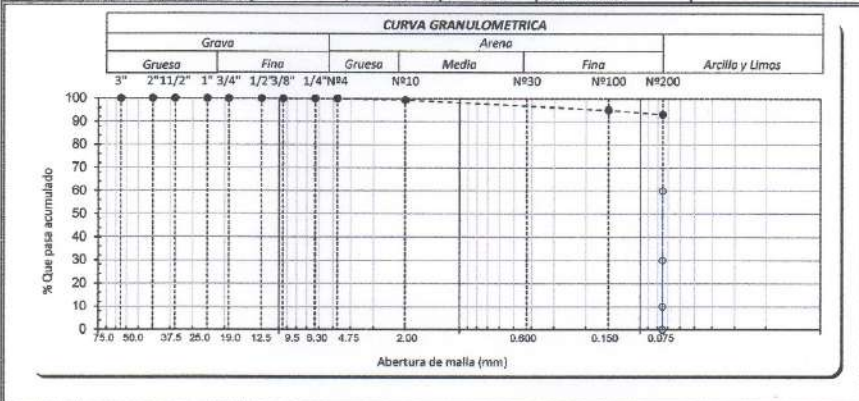 CURVA GRANULOMETRICA
Grava Arena
Gruesa Fina Gruesa Media Fina Arcilla y Limos
3" 2" 11/2" 1" 3/4" 1/2" 3/8" 1/4" Nº4 Nº10 Nº30 Nº100 Nº200
100
90
80
70
60
50
40
30
20
10
0
% Que pasa acumulado
75.0 50.0 37.5 25.0 19.0 12.5 9.5 6.30 4.75 2.00 0.600 0.150 0.075
Abertura de malla (mm)